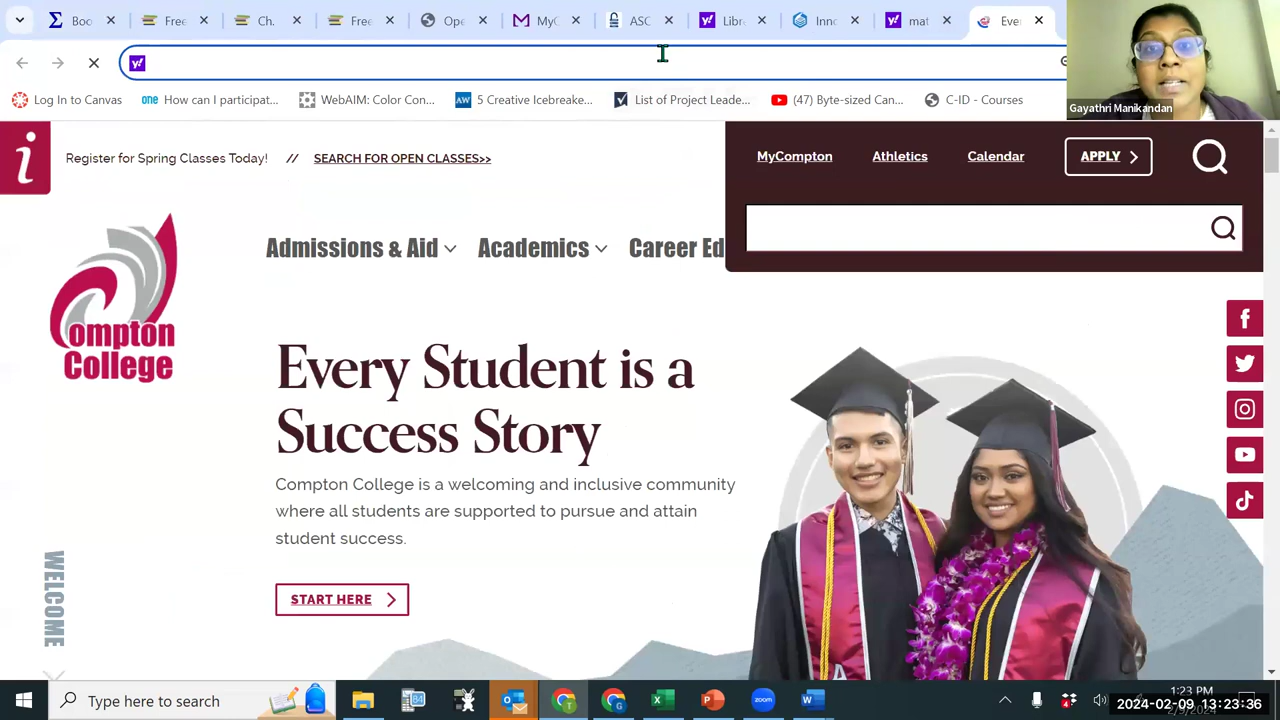 Boo
Free
Ch.
Free
Ope
MyC
ASC
Libr
Inno
mat
Eve
y!
Log In to Canvas
How can I participat...
WebAIM: Color Con...
5 Creative Icebreake...
List of Project Leade...
(47) Byte-sized Can...
C-ID - Courses
Gayathri Manikandan
i
Register for Spring Classes Today! // SEARCH FOR OPEN CLASSES>>
MyCompton Athletics Calendar APPLY
Admissions & Aid Academics Career Ed
Compton
College
Every Student is a
Success Story
Compton College is a welcoming and inclusive community
where all students are supported to pursue and attain
student success.
START HERE
WELCOME
Type here to search
1:23 PM
2024-02-09 13:23:36